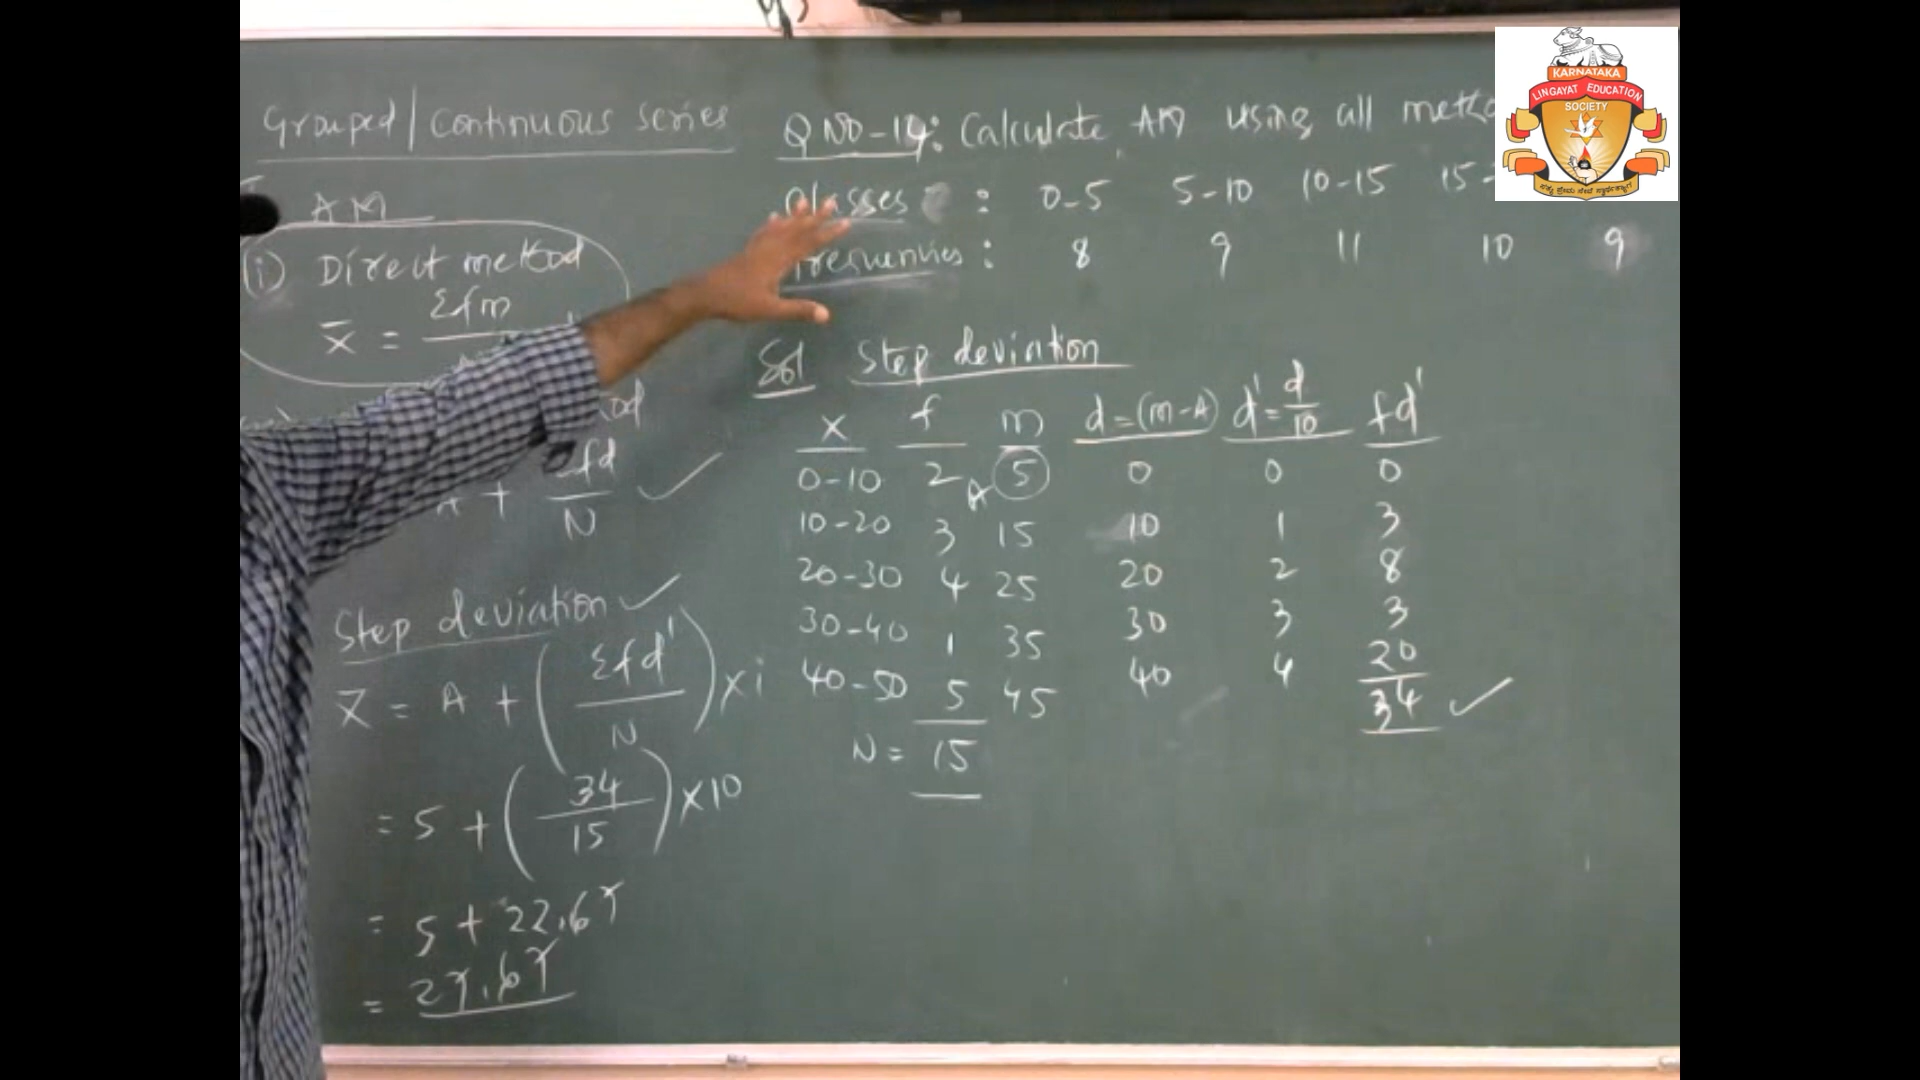 Grouped / Continuous series
AM
(i) Direct method
x̄ = Σfm
Σfd
A + N
Step deviation ✓
x̄ = A + (Σfd' / N) × i
= 5 + (34 / 15) × 10
= 5 + 22.67
= 27.67
Q NO-14: Calculate AM using all
Classes : 0-5 5-10 10-15 15-
Frequencies : 8 9 11 10 9
Sol Step deviation
x f m d=(m-A) d'=d/10 fd'
0-10 2 A 5 0 0 0
10-20 3 15 10 1 3
20-30 4 25 20 2 8
30-40 1 35 30 3 3
40-50 5 45 40 4 20
N = 15 34 ✓
KARNATAKA
LINGAYAT EDUCATION
SOCIETY